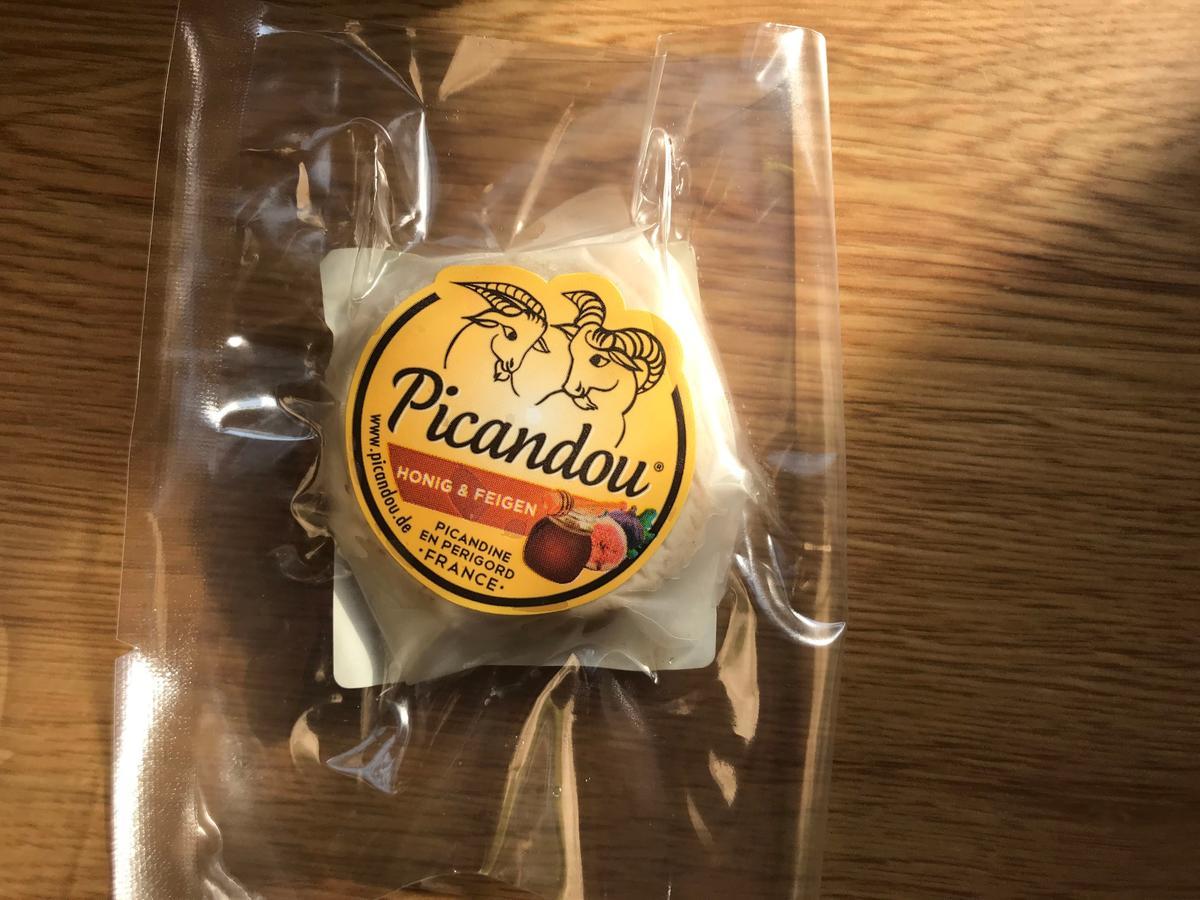 Picandou®
HONIG & FEIGEN
www.picandou.de
PICANDINE
EN PERIGORD
·FRANCE·